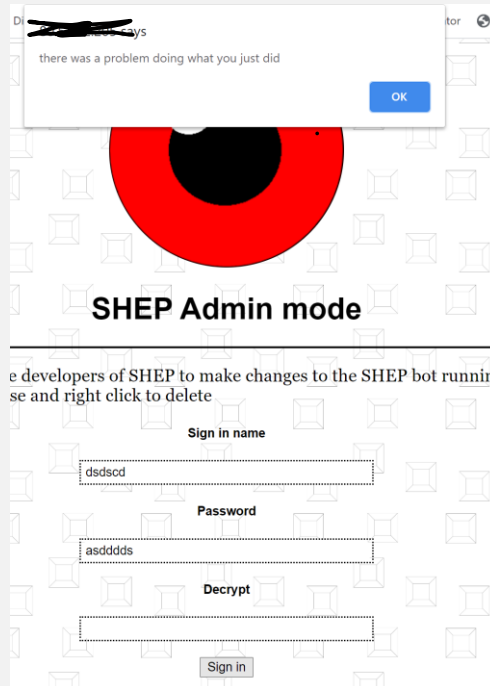 Di
says
tor
there was a problem doing what you just did
OK
SHEP Admin mode
e developers of SHEP to make changes to the SHEP bot runnin
se and right click to delete
Sign in name
dsdscd
Password
asdddds
Decrypt
Sign in